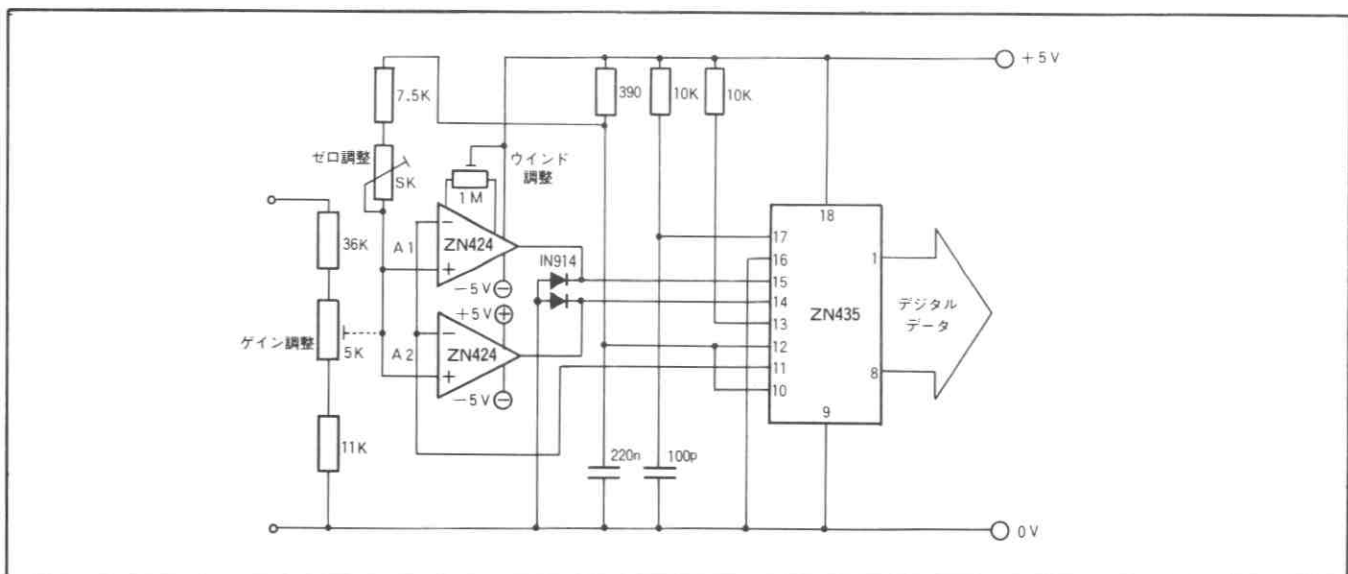 +5V
7.5K
390
10K
10K
ゼロ調整
SK
ウインド
調整
1M
36K
A1
−
ZN424
+
−5V⊖
+5V⊕
IN914
ゲイン調整
5K
A2
−
ZN424
+
−5V⊖
11K
18
17
16
15
14
13
12
11
10
1
8
9
ZN435
デジタル
データ
220n
100p
0V